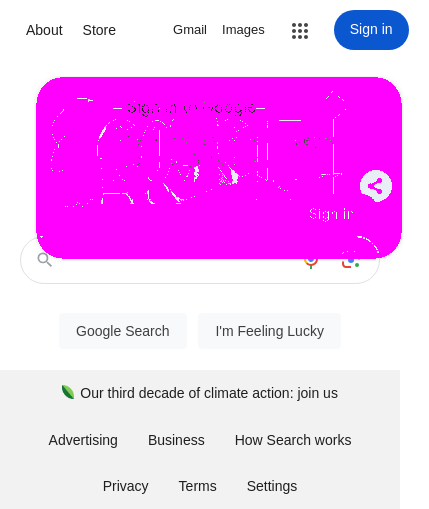 About Store Gmail Images Sign in
Sign in to Google
Sign in
Google Search I'm Feeling Lucky
Our third decade of climate action: join us
Advertising Business How Search works
Privacy Terms Settings